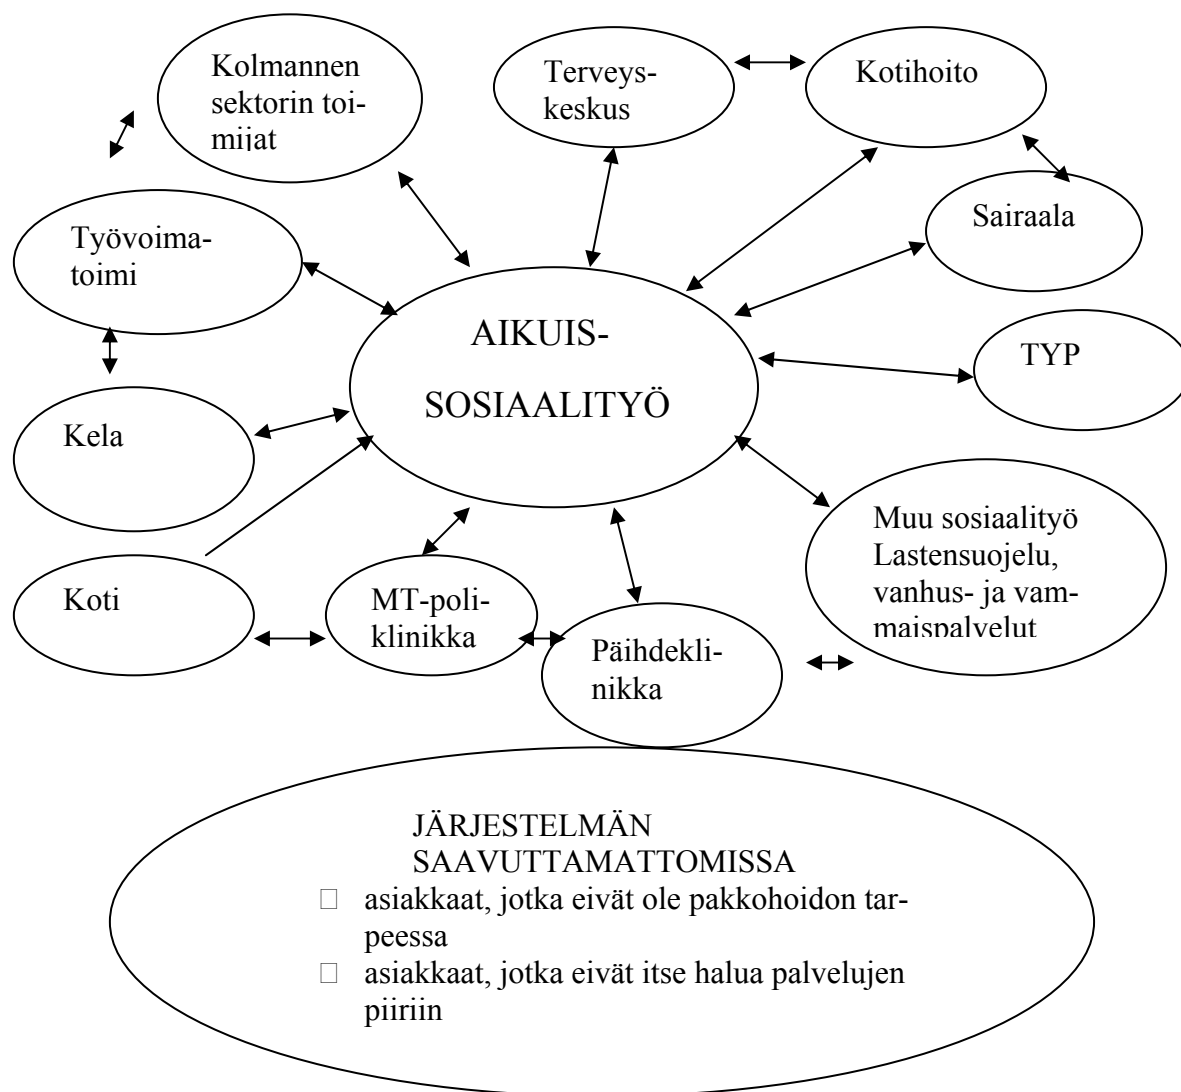 Kolmannen
sektorin toi-
mijat
Terveys-
keskus
Kotihoito
Työvoima-
toimi
Sairaala
AIKUIS-
SOSIAALITYÖ
TYP
Kela
Koti
MT-poli-
klinikka
Päihdekli-
nikka
Muu sosiaalityö
Lastensuojelu,
vanhus- ja vam-
maispalvelut
JÄRJESTELMÄN
SAAVUTTAMATTOMISSA
asiakkaat, jotka eivät ole pakkohoidon tar-
peessa
asiakkaat, jotka eivät itse halua palvelujen
piiriin